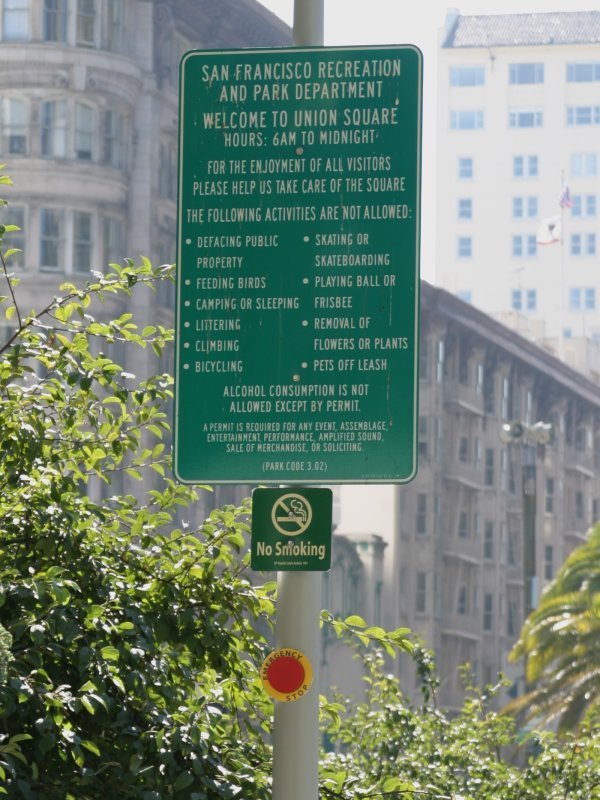 SAN FRANCISCO RECREATION
AND PARK DEPARTMENT
WELCOME TO UNION SQUARE
HOURS: 6AM TO MIDNIGHT
FOR THE ENJOYMENT OF ALL VISITORS
PLEASE HELP US TAKE CARE OF THE SQUARE
THE FOLLOWING ACTIVITIES ARE NOT ALLOWED:
• DEFACING PUBLIC
PROPERTY
• FEEDING BIRDS
• CAMPING OR SLEEPING
• LITTERING
• CLIMBING
• BICYCLING
• SKATING OR
SKATEBOARDING
• PLAYING BALL OR
FRISBEE
• REMOVAL OF
FLOWERS OR PLANTS
• PETS OFF LEASH
ALCOHOL CONSUMPTION IS NOT
ALLOWED EXCEPT BY PERMIT.
A PERMIT IS REQUIRED FOR ANY EVENT, ASSEMBLAGE,
ENTERTAINMENT, PERFORMANCE, AMPLIFIED SOUND,
SALE OF MERCHANDISE, OR SOLICITING.
(PARK CODE 3.02)
No Smoking
EMERGENCY
STOP